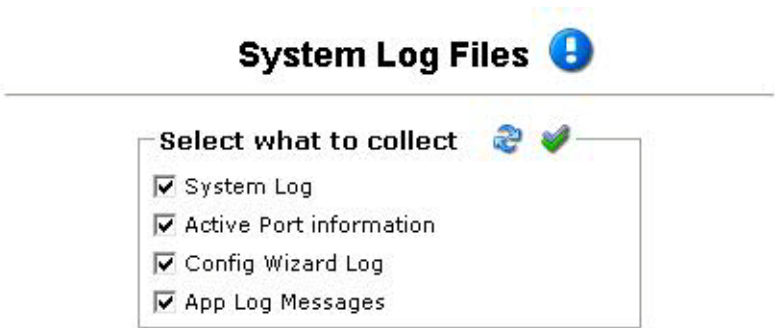 System Log Files
Select what to collect
System Log
Active Port information
Config Wizard Log
App Log Messages